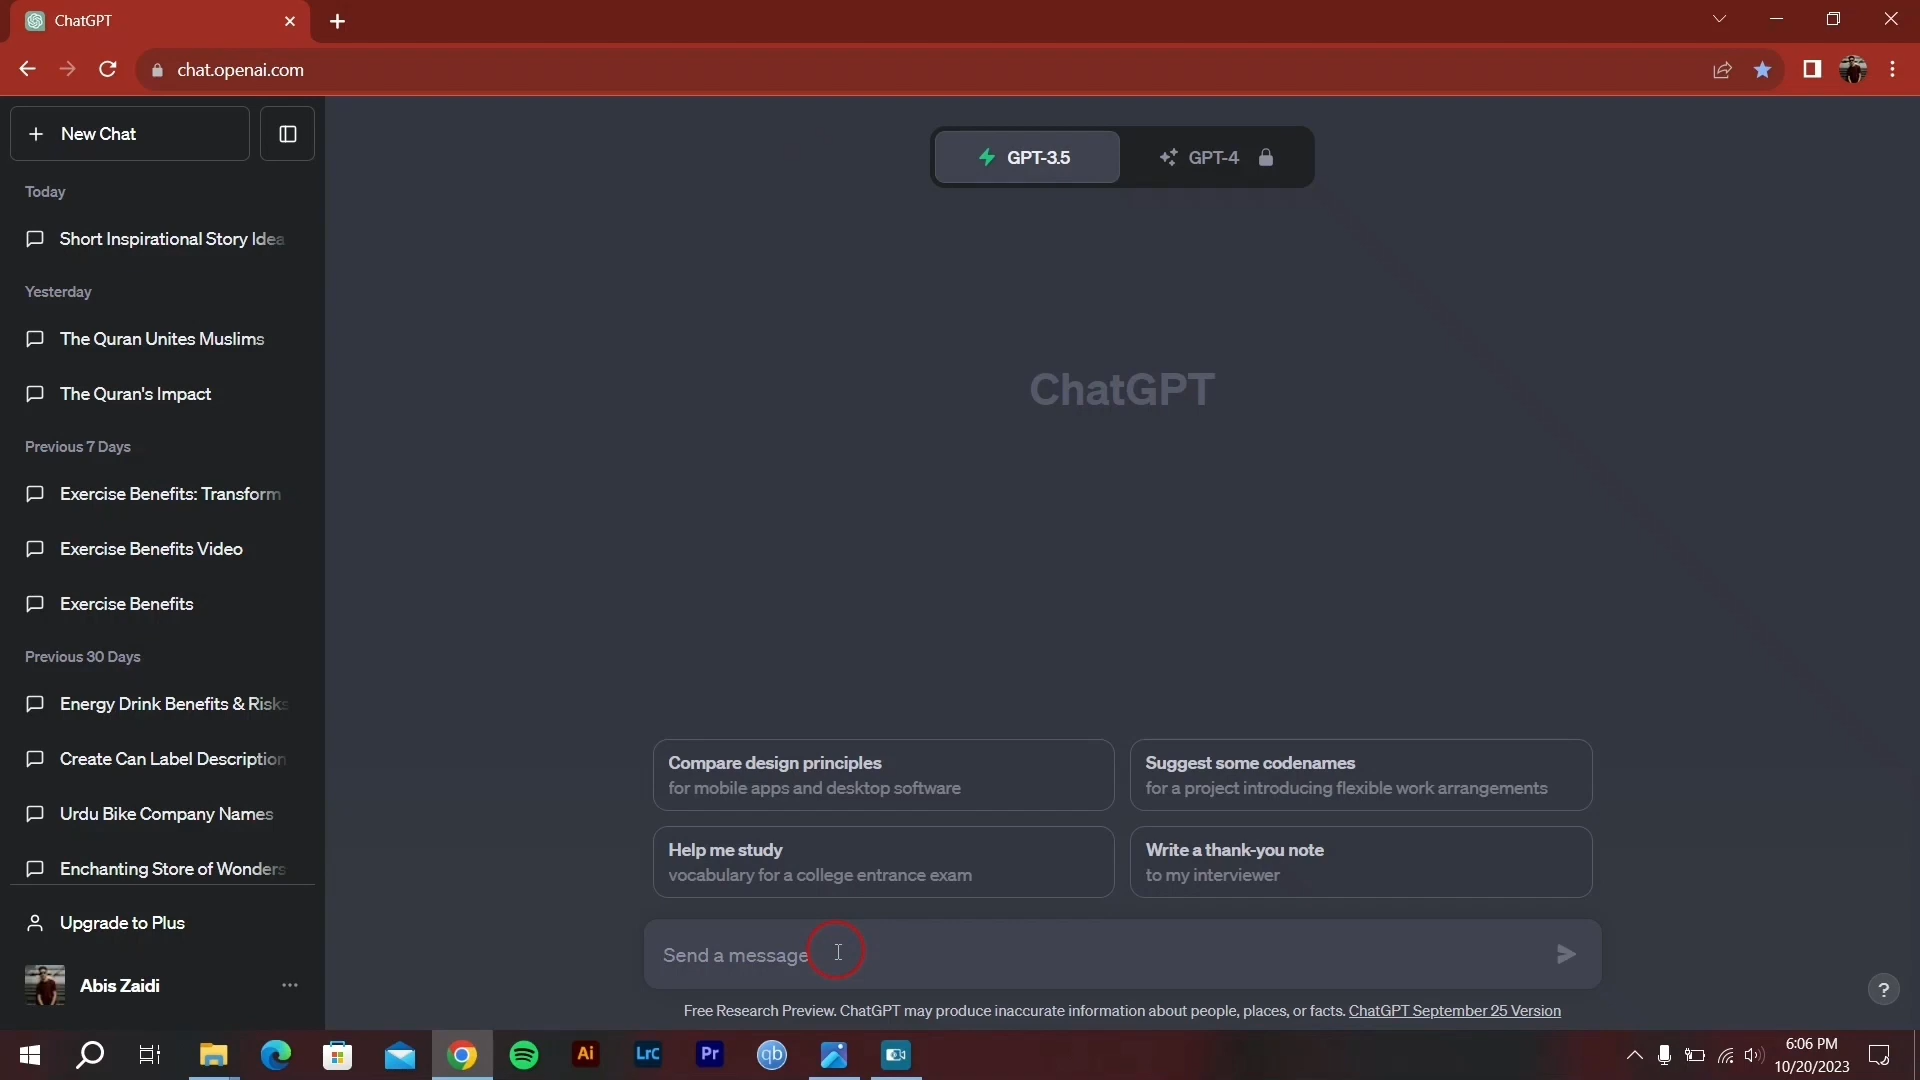 ChatGPT
chat.openai.com
New Chat
GPT-3.5
GPT-4
Today
Short Inspirational Story Idea
Yesterday
The Quran Unites Muslims
The Quran's Impact
Previous 7 Days
Exercise Benefits: Transform
Exercise Benefits Video
Exercise Benefits
Previous 30 Days
Energy Drink Benefits & Risks
Create Can Label Description
Urdu Bike Company Names
Enchanting Store of Wonders
Upgrade to Plus
Abis Zaidi
ChatGPT
Compare design principles
for mobile apps and desktop software
Suggest some codenames
for a project introducing flexible work arrangements
Help me study
vocabulary for a college entrance exam
Write a thank-you note
to my interviewer
Send a message
Free Research Preview. ChatGPT may produce inaccurate information about people, places, or facts. ChatGPT September 25 Version
?
Ai
LrC
Pr
qb
6:06 PM
10/20/2023